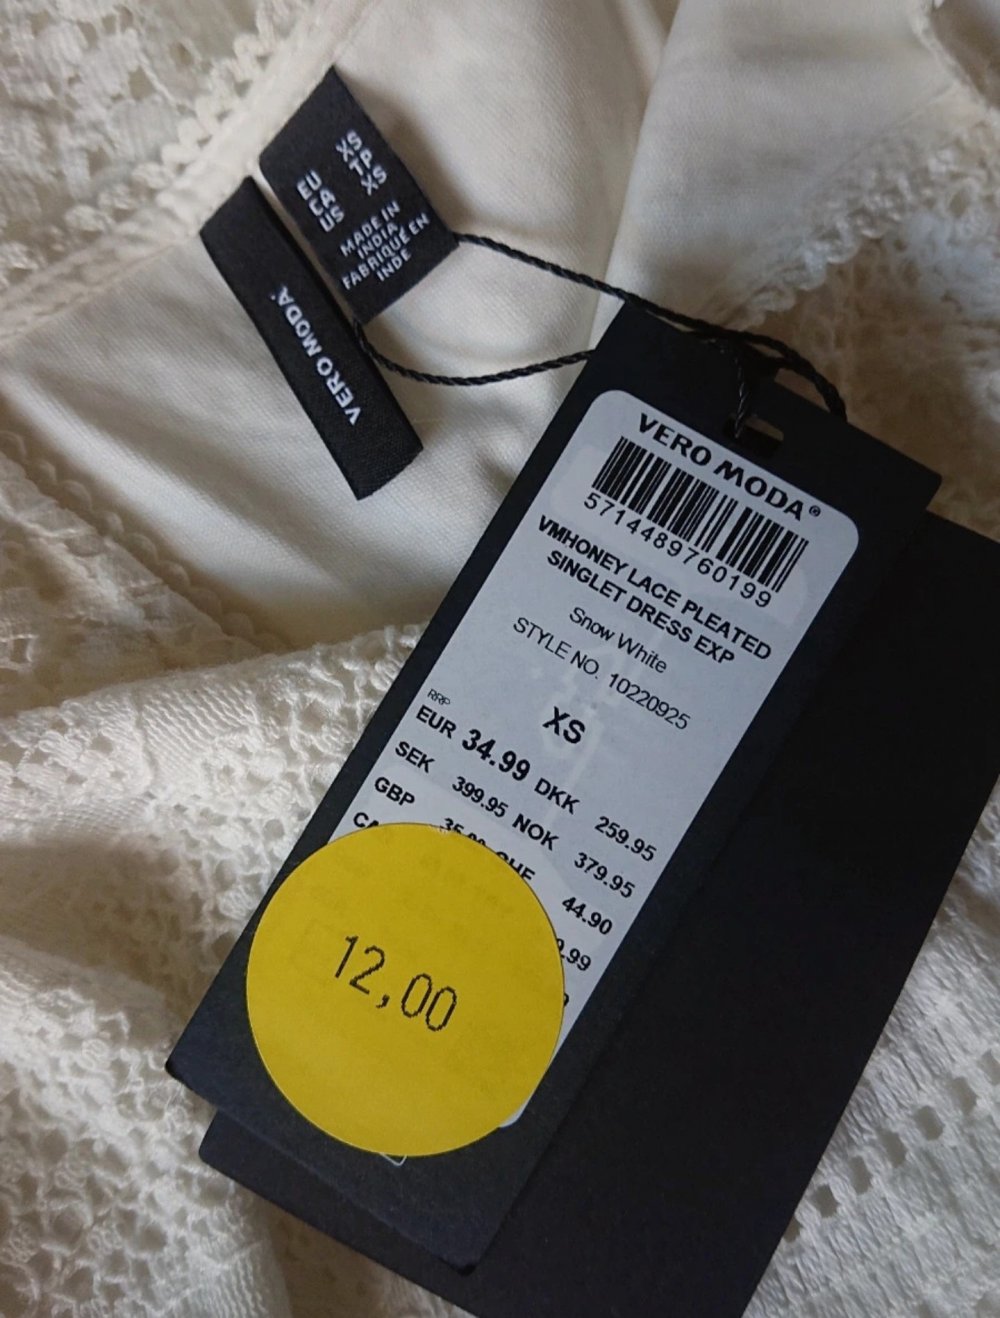 EU XS
CA TP
US XS
MADE IN
INDIA
FABRIQUÉ EN
INDE
VERO MODA
VERO MODA®
5714489760199
VMHONEY LACE PLEATED
SINGLET DRESS EXP
Snow White
STYLE NO. 10220925
XS
RRP
EUR 34.99 DKK 259.95
SEK 399.95 NOK 379.95
GBP CHF 44.90
.99
12,00